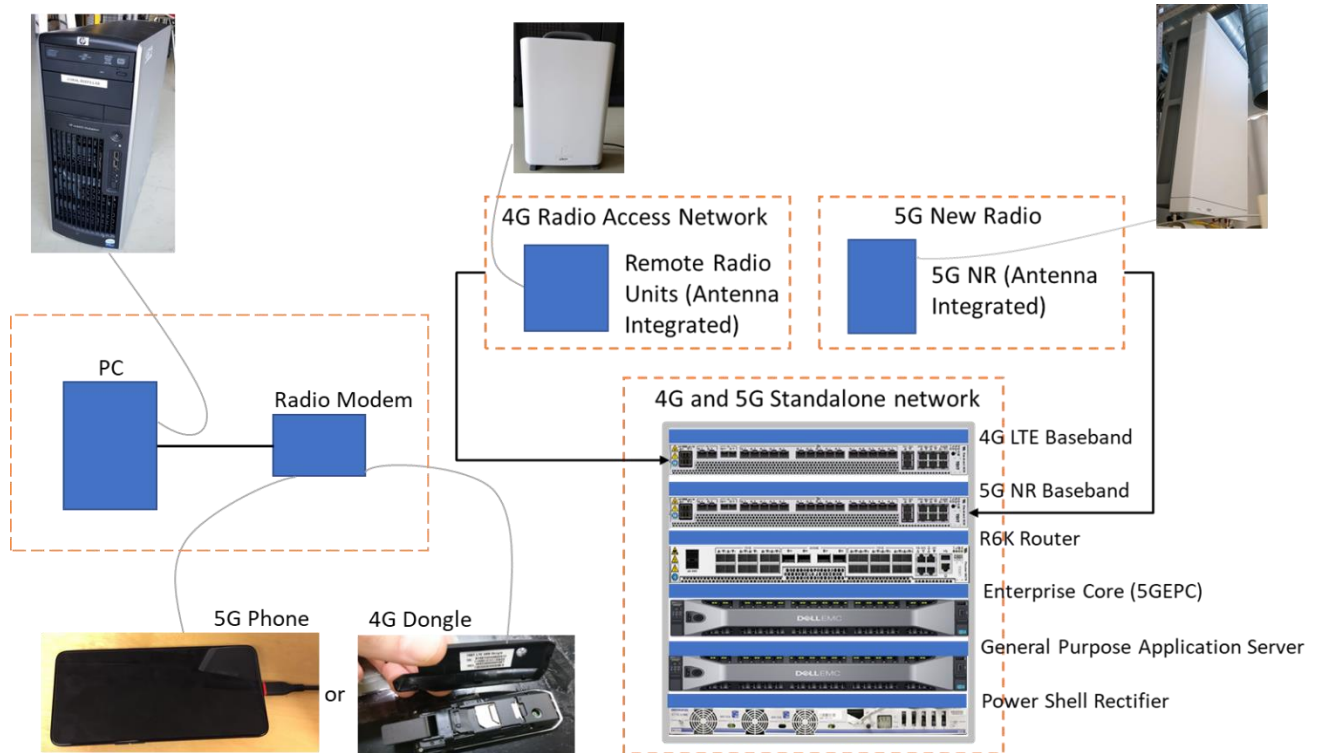 4G Radio Access Network
Remote Radio
Units (Antenna
Integrated)
5G New Radio
5G NR (Antenna
Integrated)
PC
Radio Modem
4G and 5G Standalone network
4G LTE Baseband
5G NR Baseband
R6K Router
Enterprise Core (5GEPC)
DELLEMC
General Purpose Application Server
DELLEMC
Power Shell Rectifier
5G Phone
or
4G Dongle